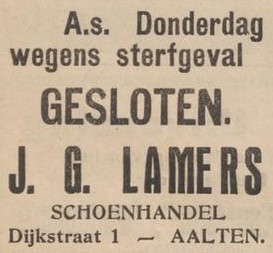 A.s. Donderdag
wegens sterfgeval
GESLOTEN.
J. G. LAMERS
SCHOENHANDEL
Dijkstraat 1 — AALTEN.